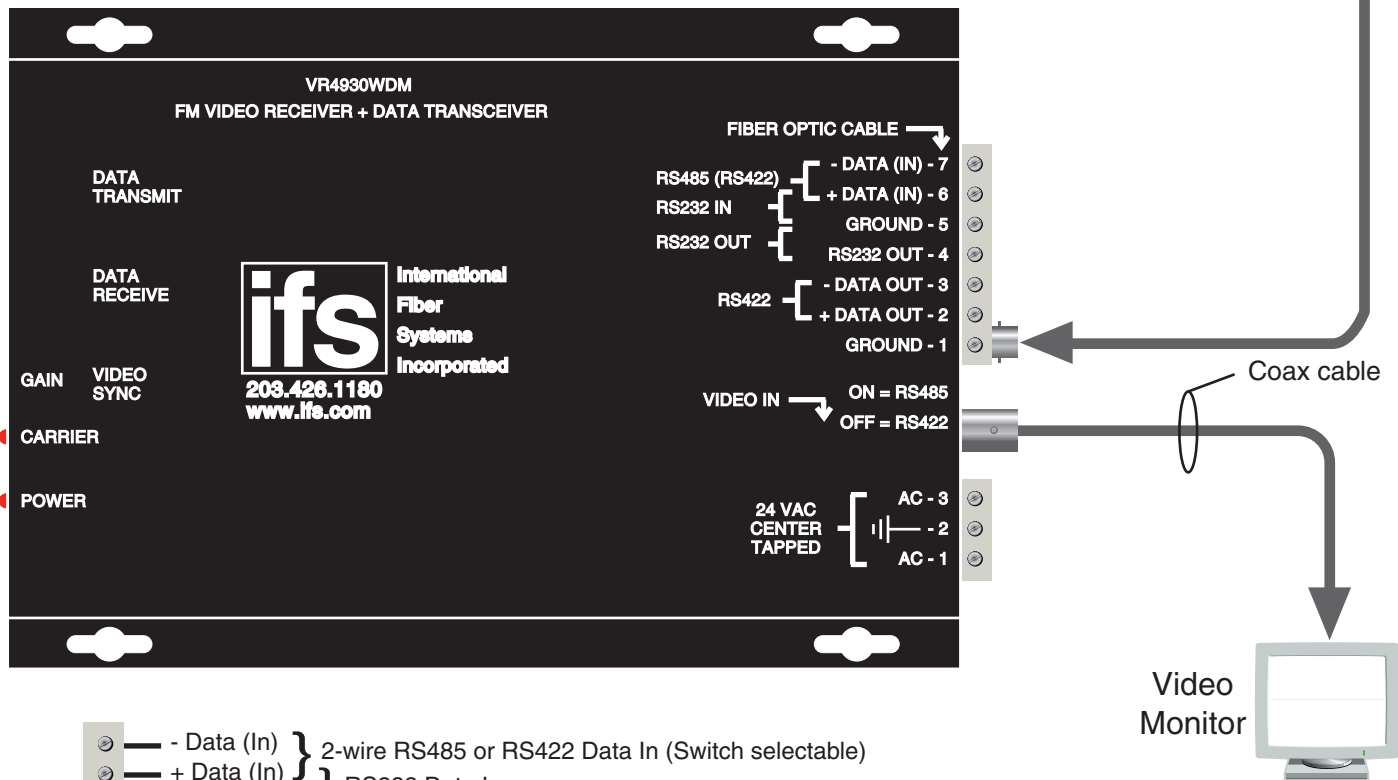 VR4930WDM
FM VIDEO RECEIVER + DATA TRANSCEIVER
FIBER OPTIC CABLE
DATA
TRANSMIT
RS485 (RS422)
- DATA (IN) - 7
+ DATA (IN) - 6
RS232 IN
GROUND - 5
RS232 OUT
RS232 OUT - 4
DATA
RECEIVE
ifs
International
Fiber
Systems
Incorporated
203.426.1180
www.ifs.com
RS422
- DATA OUT - 3
+ DATA OUT - 2
GROUND - 1
GAIN
VIDEO
SYNC
VIDEO IN
ON = RS485
OFF = RS422
Coax cable
CARRIER
POWER
24 VAC
CENTER
TAPPED
AC - 3
- 2
AC - 1
Video
Monitor
- Data (In)
+ Data (In)
2-wire RS485 or RS422 Data In (Switch selectable)